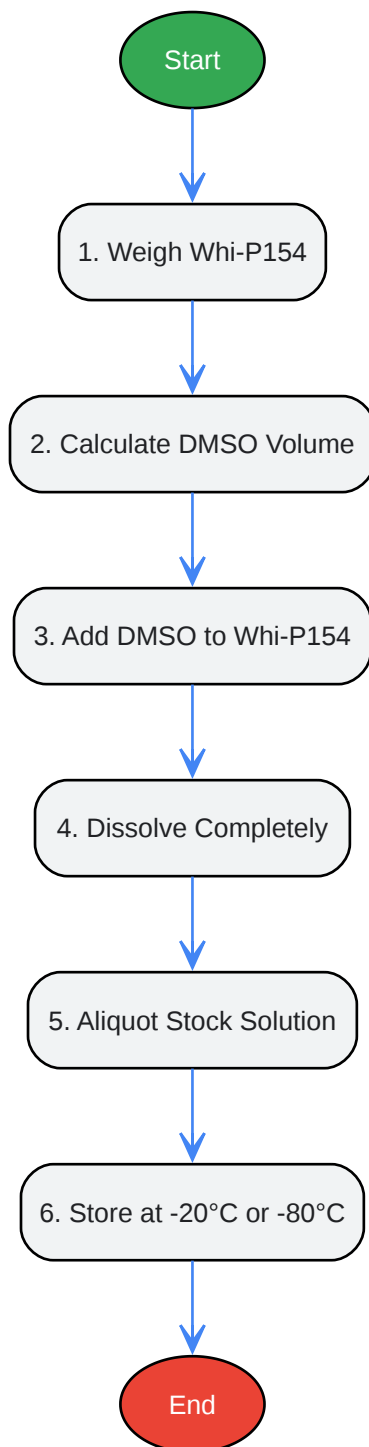 Start
1. Weigh Whi-P154
2. Calculate DMSO Volume
3. Add DMSO to Whi-P154
4. Dissolve Completely
5. Aliquot Stock Solution
6. Store at -20°C or -80°C
End